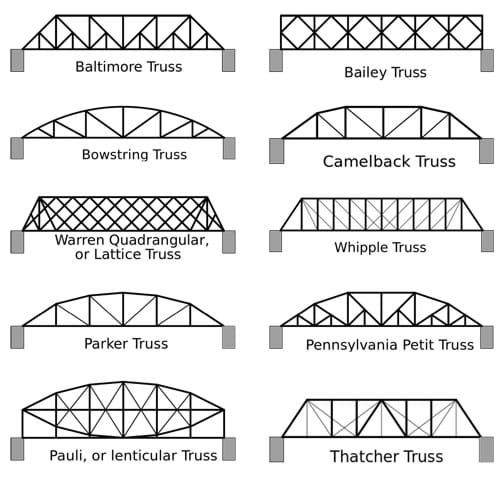 Baltimore Truss
Bailey Truss
Bowstring Truss
Camelback Truss
Warren Quadrangular,
or Lattice Truss
Whipple Truss
Parker Truss
Pennsylvania Petit Truss
Pauli, or lenticular Truss
Thatcher Truss